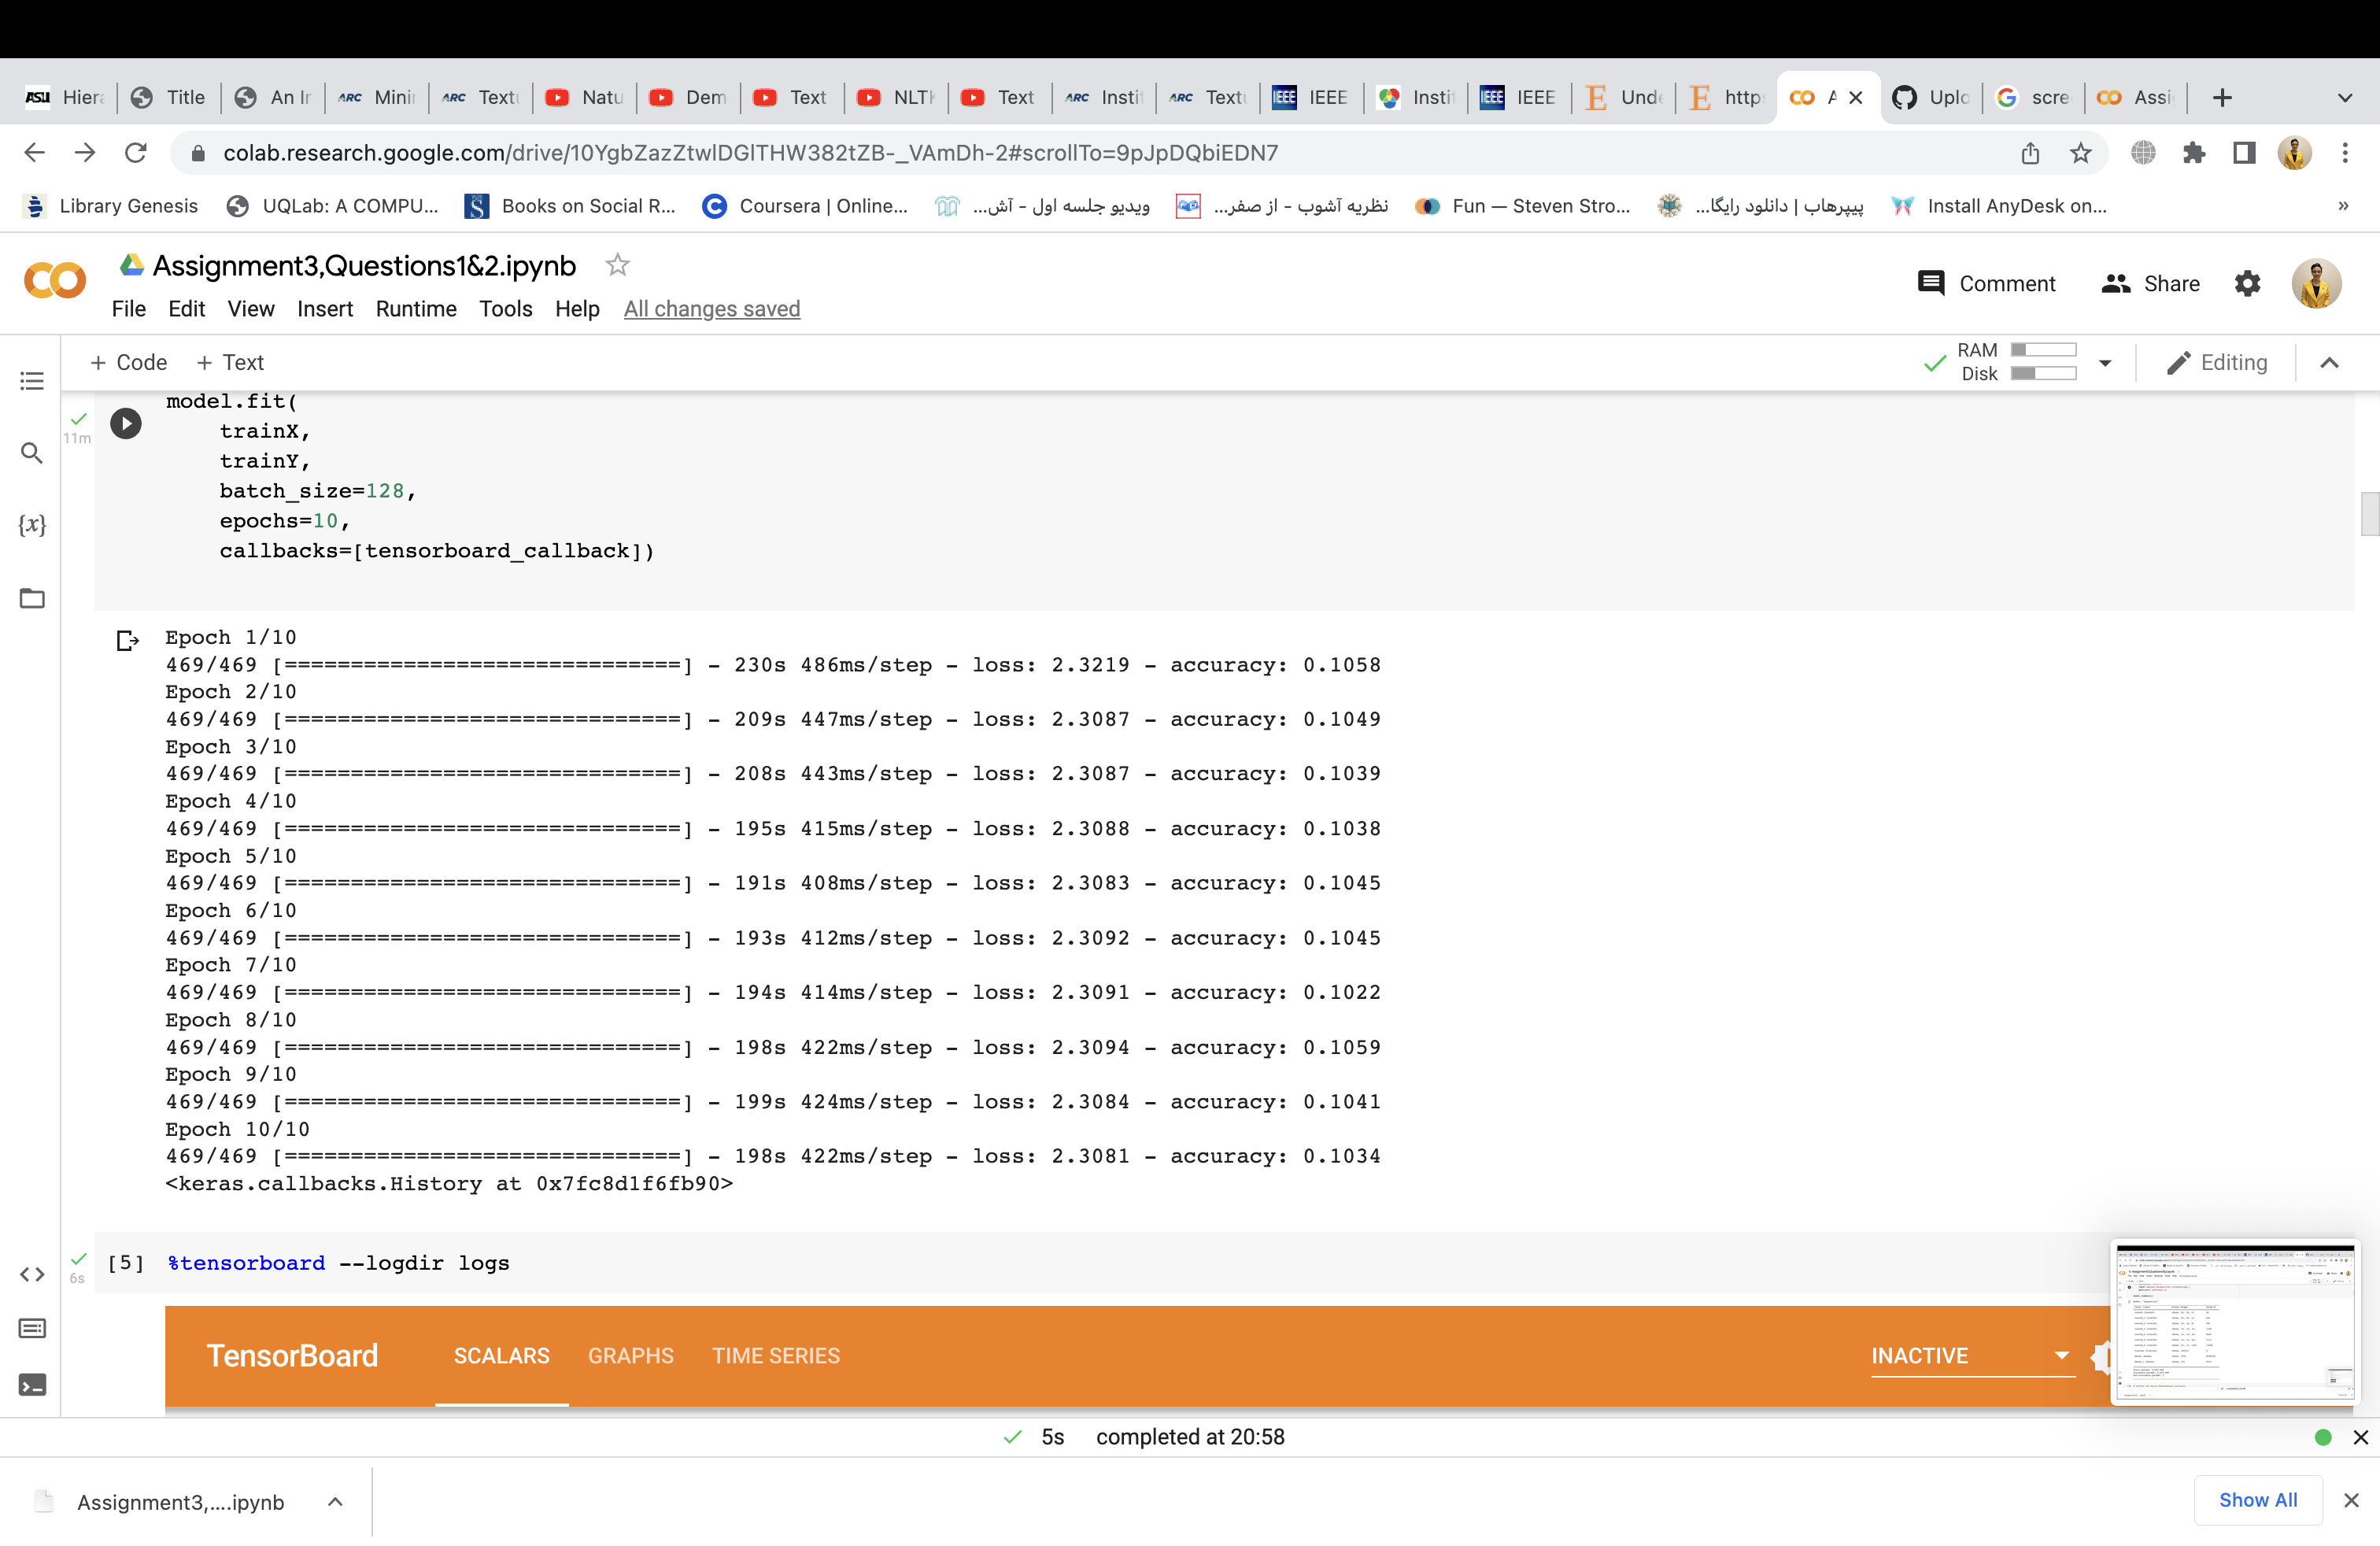 ASU Hiera Title An In ARC Mini ARC Textu Natu Dem Text NLTK Text ARC Instit ARC Textu IEEE IEEE Instit IEEE IEEE Unde http A Uplo scre Assi
colab.research.google.com/drive/10YgbZazZtwlDGlTHW382tZB-_VAmDh-2#scrollTo=9pJpDQbiEDN7
Library Genesis UQLab: A COMPU... Books on Social R... Coursera | Online... ویدیو جلسه اول - آش... نظریه آشوب - از صفر... Fun — Steven Stro... پیپرهاب | دانلود رایگا... Install AnyDesk on... »
Assignment3,Questions1&2.ipynb
Comment Share
File Edit View Insert Runtime Tools Help All changes saved
+ Code + Text RAM Disk Editing
11m
model.fit(
trainX,
trainY,
batch_size=128,
epochs=10,
callbacks=[tensorboard_callback])
{x}
Epoch 1/10
469/469 [==============================] - 230s 486ms/step - loss: 2.3219 - accuracy: 0.1058
Epoch 2/10
469/469 [==============================] - 209s 447ms/step - loss: 2.3087 - accuracy: 0.1049
Epoch 3/10
469/469 [==============================] - 208s 443ms/step - loss: 2.3087 - accuracy: 0.1039
Epoch 4/10
469/469 [==============================] - 195s 415ms/step - loss: 2.3088 - accuracy: 0.1038
Epoch 5/10
469/469 [==============================] - 191s 408ms/step - loss: 2.3083 - accuracy: 0.1045
Epoch 6/10
469/469 [==============================] - 193s 412ms/step - loss: 2.3092 - accuracy: 0.1045
Epoch 7/10
469/469 [==============================] - 194s 414ms/step - loss: 2.3091 - accuracy: 0.1022
Epoch 8/10
469/469 [==============================] - 198s 422ms/step - loss: 2.3094 - accuracy: 0.1059
Epoch 9/10
469/469 [==============================] - 199s 424ms/step - loss: 2.3084 - accuracy: 0.1041
Epoch 10/10
469/469 [==============================] - 198s 422ms/step - loss: 2.3081 - accuracy: 0.1034
<keras.callbacks.History at 0x7fc8d1f6fb90>
[5] %tensorboard --logdir logs
6s
TensorBoard SCALARS GRAPHS TIME SERIES INACTIVE
5s completed at 20:58
Assignment3,....ipynb Show All